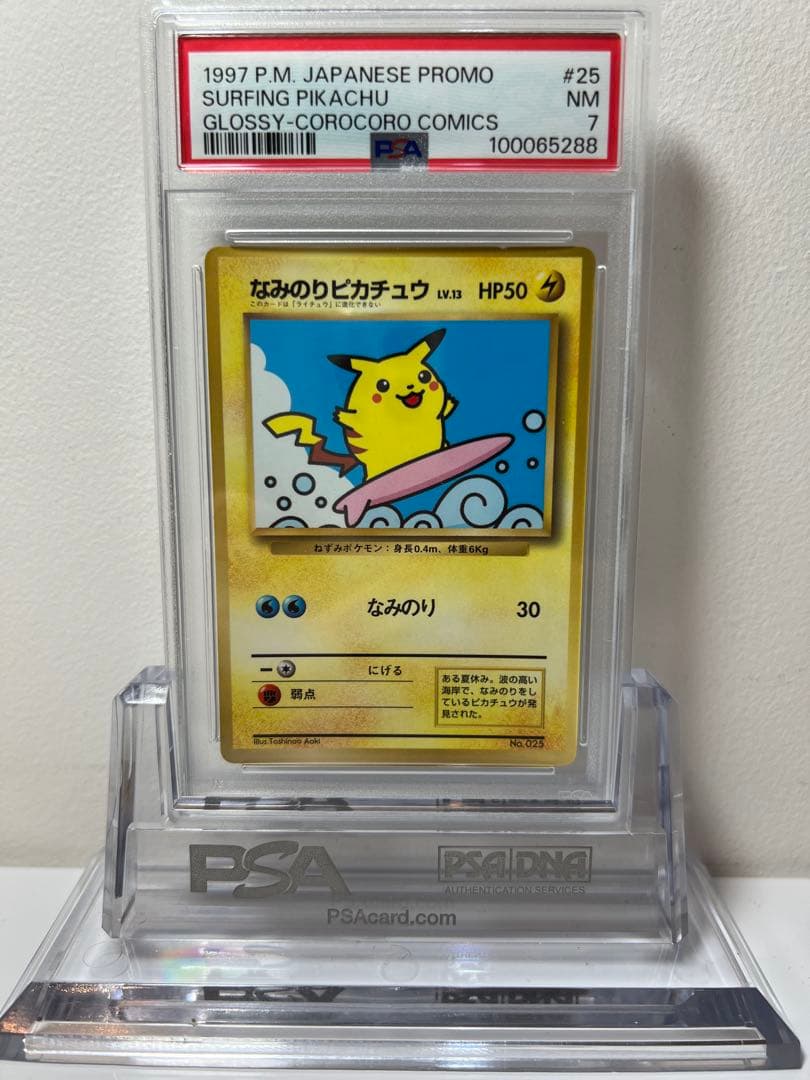 1997 P.M. JAPANESE PROMO #25
SURFING PIKACHU NM
GLOSSY-COROCORO COMICS 7
PSA 100065288
なみのりピカチュウ LV.13 HP50
このカードは「ライチュウ」に進化できない
ねずみポケモン：身長0.4m、体重6Kg
なみのり 30
にげる
弱点
ある夏休み。波の高い
海岸で、なみのりをし
ているピカチュウが発
見された。
Illus.Toshinao Aoki No.025
PSA PSA DNA
AUTHENTICATION SERVICES
PSAcard.com